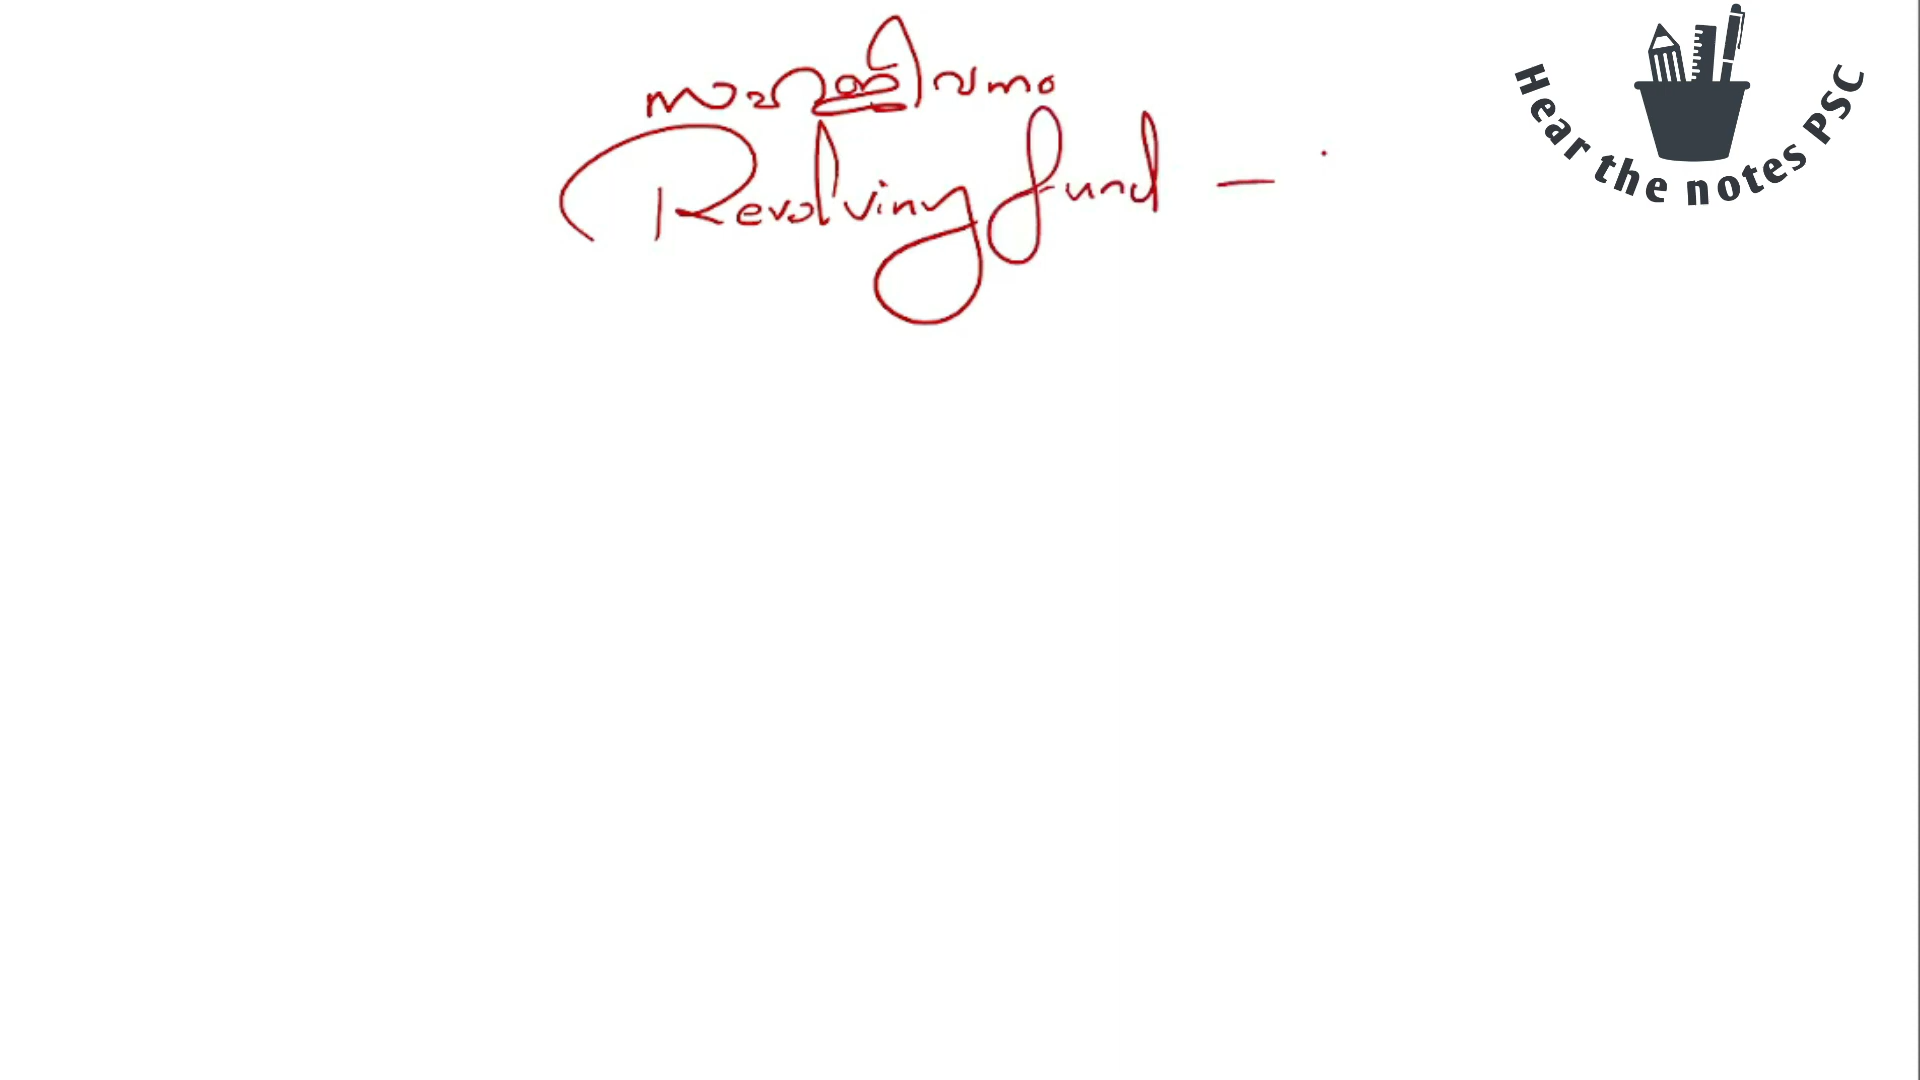 Revolving fund -
Hear the notes PSC